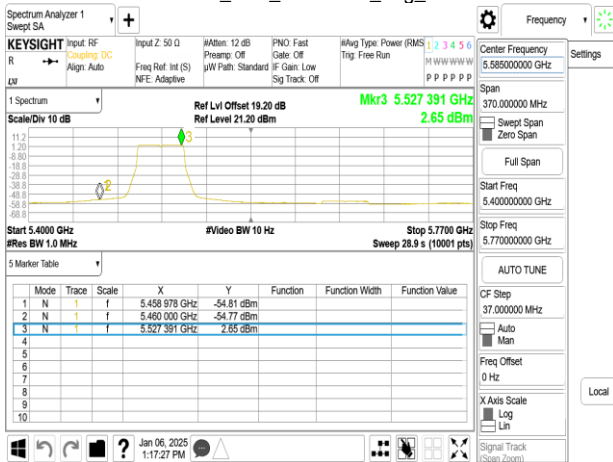 Spectrum Analyzer 1
Swept SA
Frequency
KEYSIGHT
Input: RF
Coupling: DC
Align: Auto
Input Z: 50 Ω
Freq Ref: Int (S)
NFE: Adaptive
#Atten: 12 dB
Preamp: Off
µW Path: Standard
PNO: Fast
Gate: Off
IF Gain: Low
Sig Track: Off
#Avg Type: Power (RMS
Trig: Free Run
1 2 3 4 5 6
M W W W W W
P P P P P P
R
LXI
1 Spectrum
Scale/Div 10 dB
Ref Lvl Offset 19.20 dB
Ref Level 21.20 dBm
Mkr3 5.527 391 GHz
2.65 dBm
11.2
1.20
-8.80
-18.8
-28.8
-38.8
-48.8
-58.8
-68.8
3
2
Start 5.4000 GHz
#Res BW 1.0 MHz
#Video BW 10 Hz
Stop 5.7700 GHz
Sweep 28.9 s (10001 pts)
5 Marker Table
Mode Trace Scale X Y Function Function Width Function Value
1 N 1 f 5.458 978 GHz -54.81 dBm
2 N 1 f 5.460 000 GHz -54.77 dBm
3 N 1 f 5.527 391 GHz 2.65 dBm
4
5
6
7
8
9
10
Jan 06, 2025
1:17:27 PM
Center Frequency
5.585000000 GHz
Settings
Span
370.000000 MHz
Swept Span
Zero Span
Full Span
Start Freq
5.400000000 GHz
Stop Freq
5.770000000 GHz
AUTO TUNE
CF Step
37.000000 MHz
Auto
Man
Freq Offset
0 Hz
Local
X Axis Scale
Log
Lin
Signal Track
(Span Zoom)